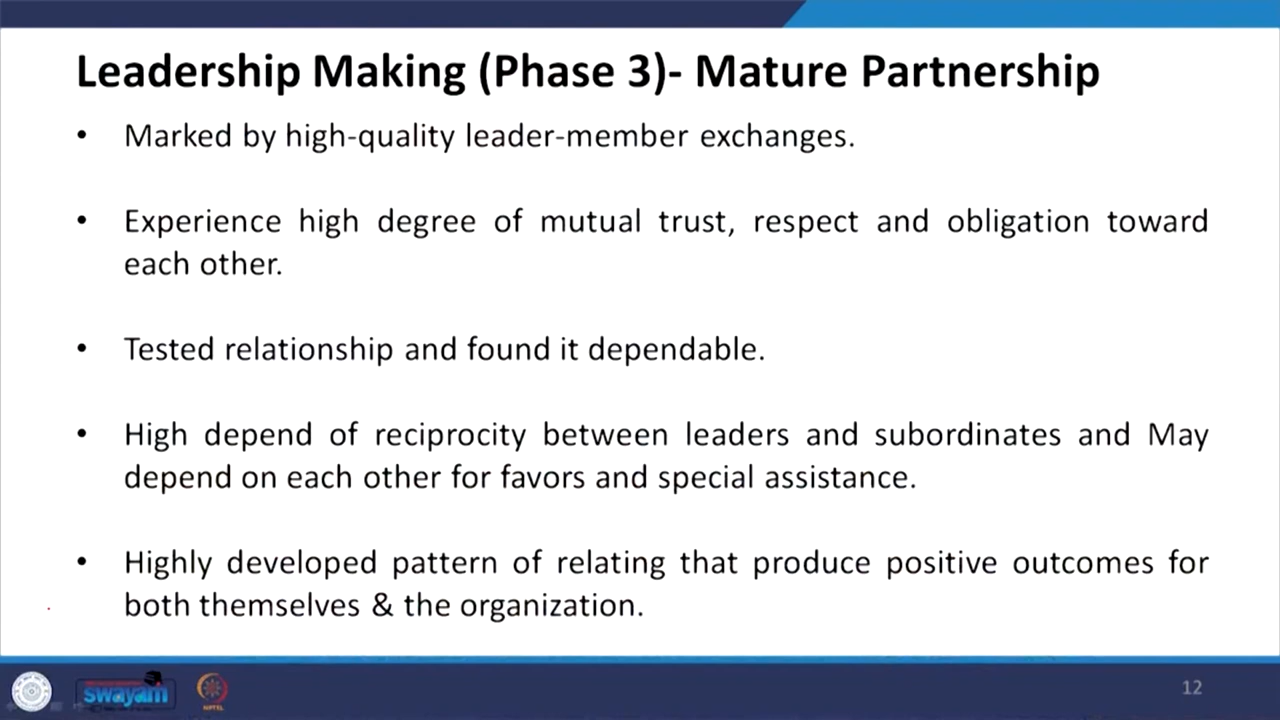 Leadership Making (Phase 3)- Mature Partnership
• Marked by high-quality leader-member exchanges.
• Experience high degree of mutual trust, respect and obligation toward
each other.
• Tested relationship and found it dependable.
• High depend of reciprocity between leaders and subordinates and May
depend on each other for favors and special assistance.
• Highly developed pattern of relating that produce positive outcomes for
both themselves & the organization.
swayam
NPTEL
12